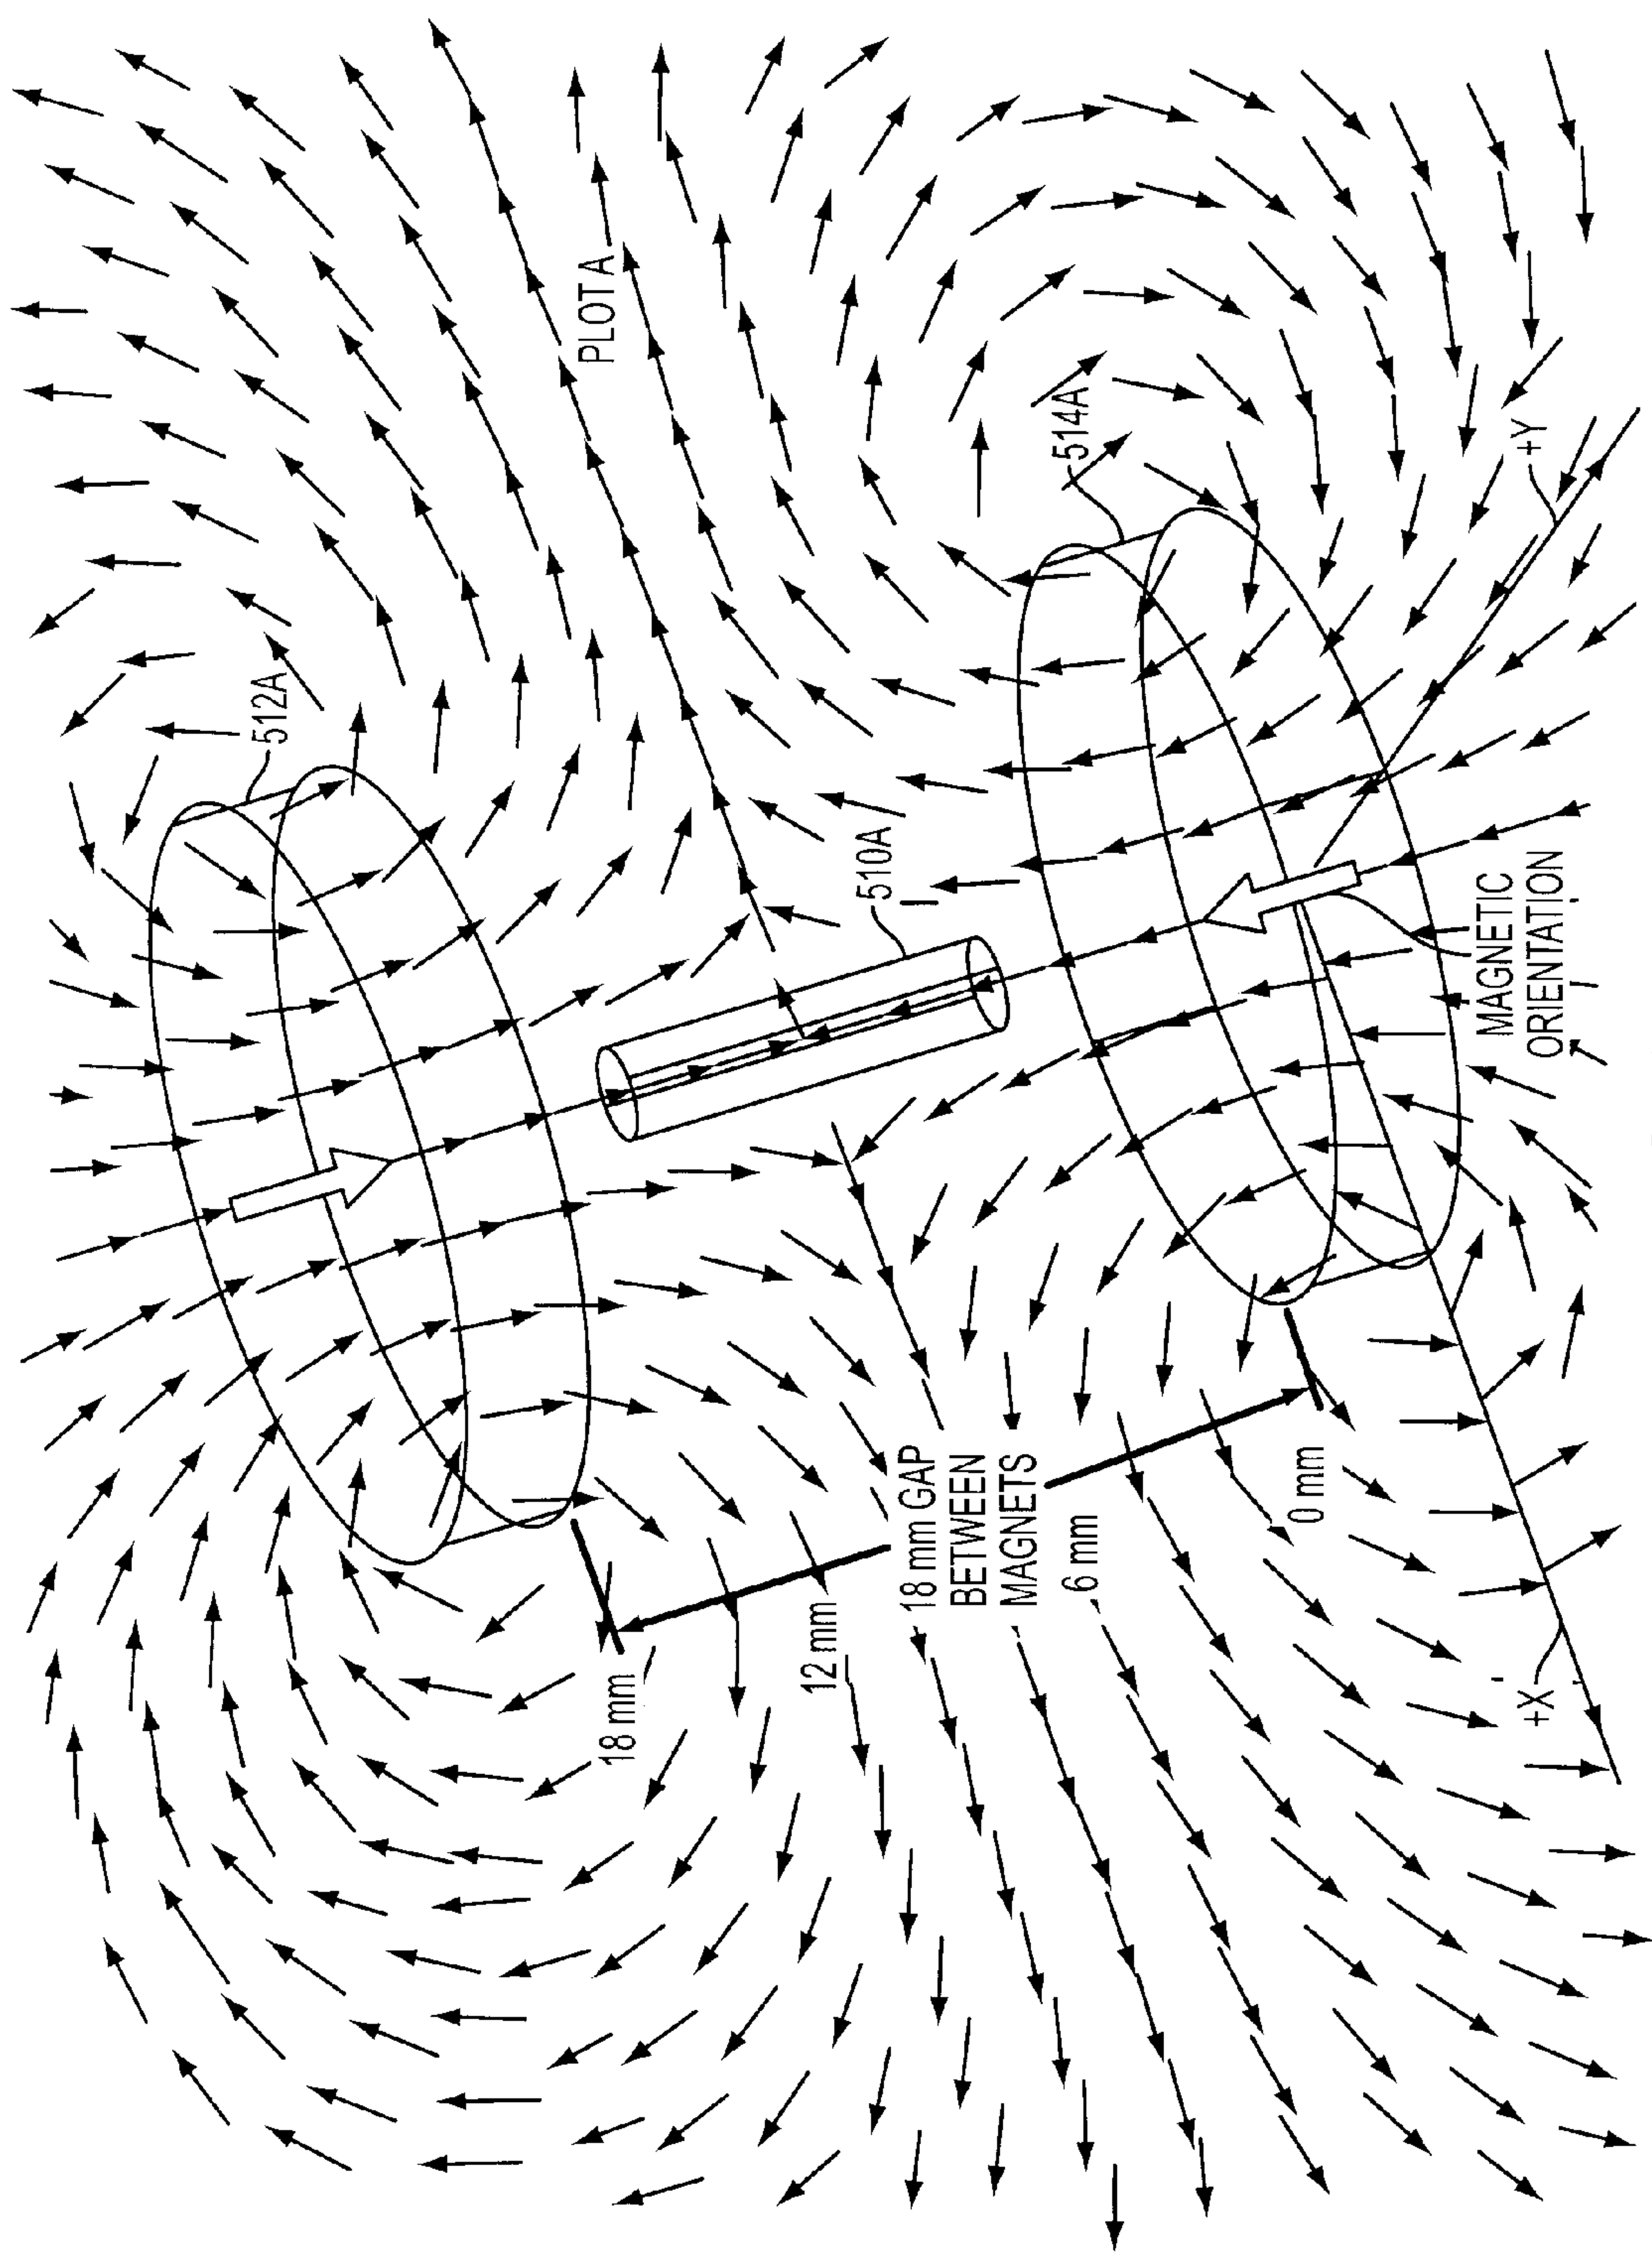 PLOT A
512A
514A
510A
+Y
MAGNETIC
ORIENTATION
18 mm GAP
BETWEEN
MAGNETS
18 mm
12 mm
6 mm
0 mm
+X